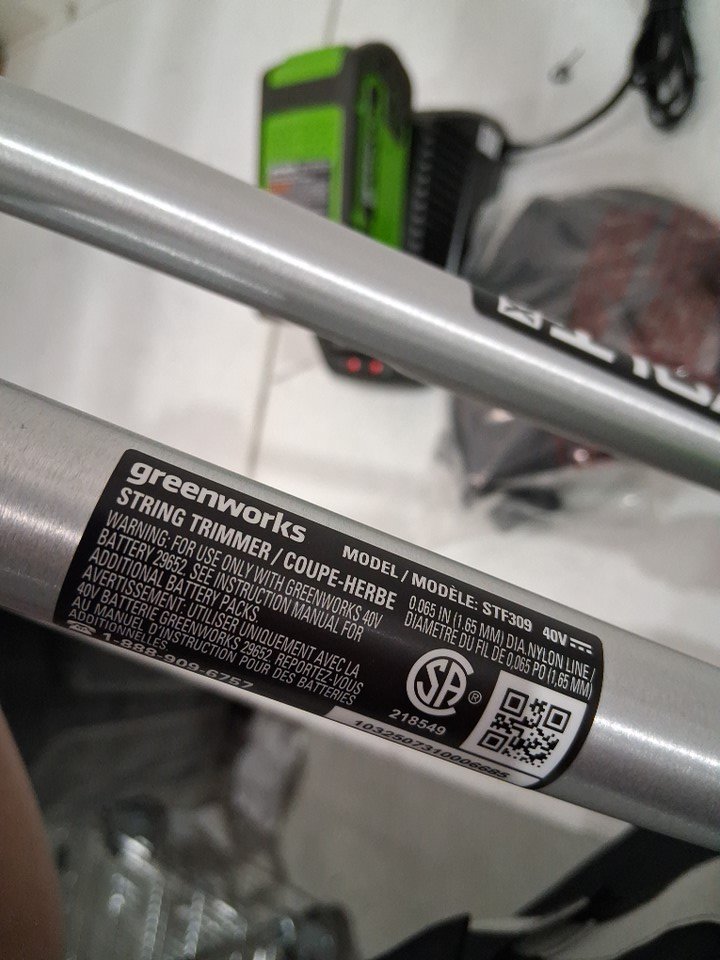 greenworks
STRING TRIMMER / COUPE-HERBE
WARNING: FOR USE ONLY WITH GREENWORKS 40V
BATTERY 29652. SEE INSTRUCTION MANUAL FOR
ADDITIONAL BATTERY PACKS.
AVERTISSEMENT: UTILISER UNIQUEMENT AVEC LA
40V BATTERIE GREENWORKS 29652. REPORTEZ-VOUS
AU MANUEL D'INSTRUCTION POUR DES BATTERIES
ADDITIONNELLES.
1-888-909-6757
MODEL / MODÈLE: STF309 40V
0.065 IN (1.65 MM) DIA.NYLON LINE /
DIAMETRE DU FIL DE 0.065 PO (1,65 MM)
SA ®
218549
1032507310006685